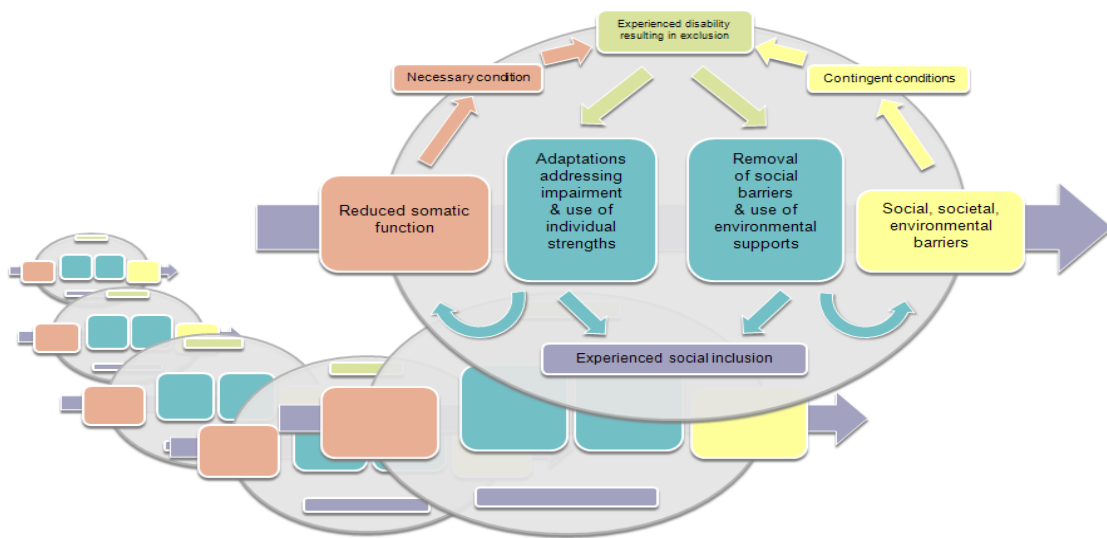 Experienced disability
resulting in exclusion
Necessary condition
Contingent conditions
Adaptations
addressing
impairment
& use of
individual
strengths
Removal
of social
barriers
& use of
environmental
supports
Reduced somatic
function
Social, societal,
environmental
barriers
Experienced social inclusion